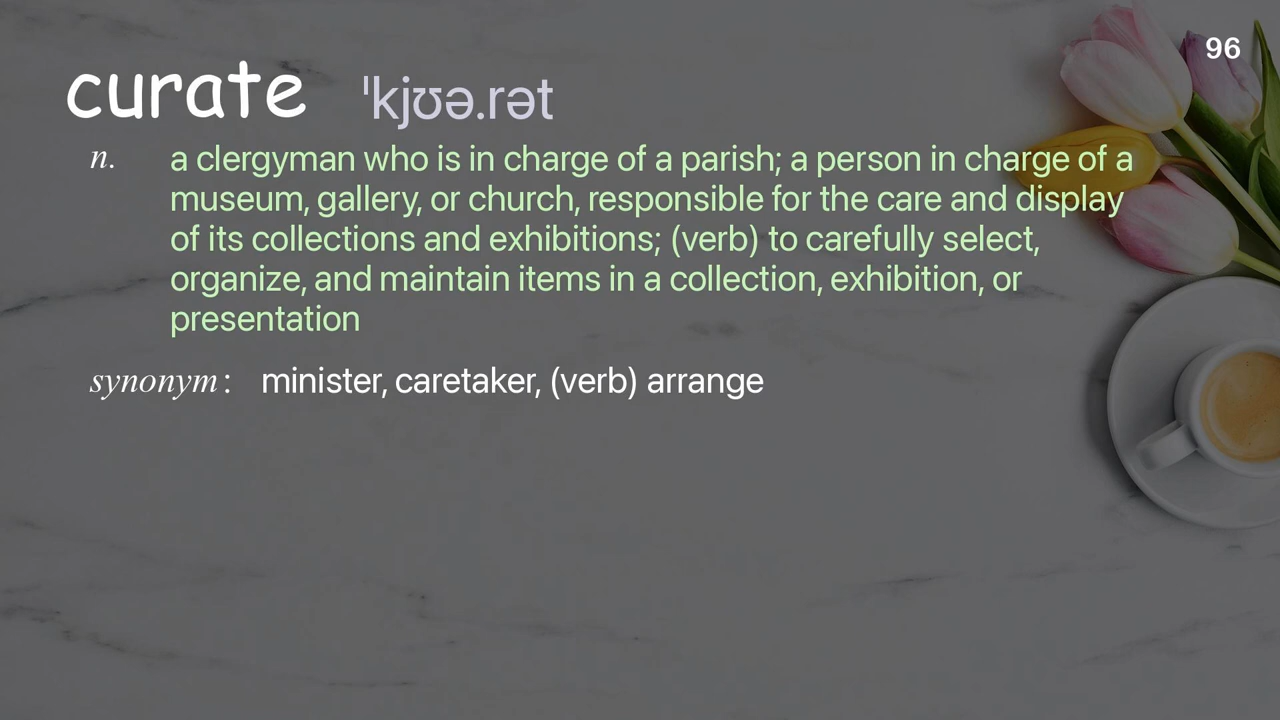 96
curate ˈkjʊə.rət
n. a clergyman who is in charge of a parish; a person in charge of a
museum, gallery, or church, responsible for the care and display
of its collections and exhibitions; (verb) to carefully select,
organize, and maintain items in a collection, exhibition, or
presentation
synonym: minister, caretaker, (verb) arrange